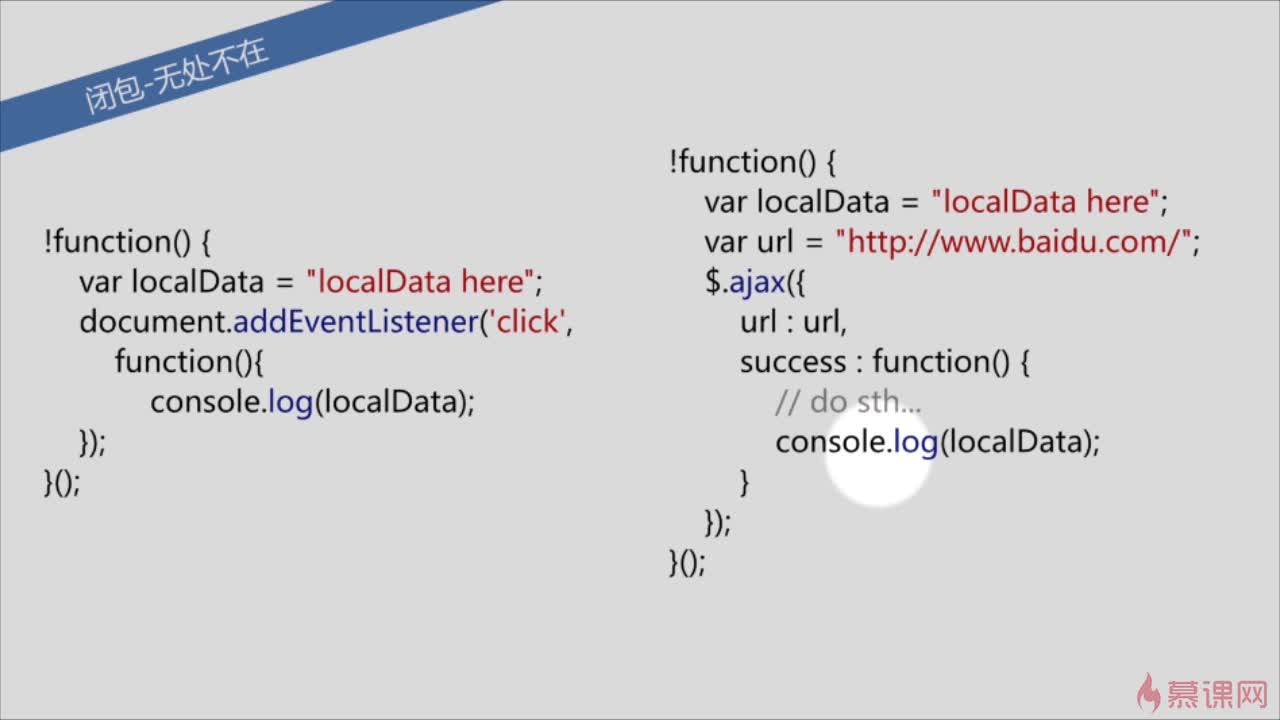 闭包-无处不在
!function() {
var localData = "localData here";
document.addEventListener('click',
function(){
console.log(localData);
});
}();
!function() {
var localData = "localData here";
var url = "http://www.baidu.com/";
$.ajax({
url : url,
success : function() {
// do sth...
console.log(localData);
}
});
}();
慕课网